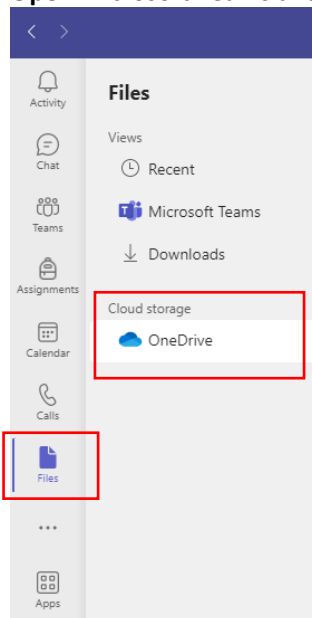 Activity
Chat
Teams
Assignments
Calendar
Calls
Files
Apps
Files
Views
Recent
Microsoft Teams
Downloads
Cloud storage
OneDrive